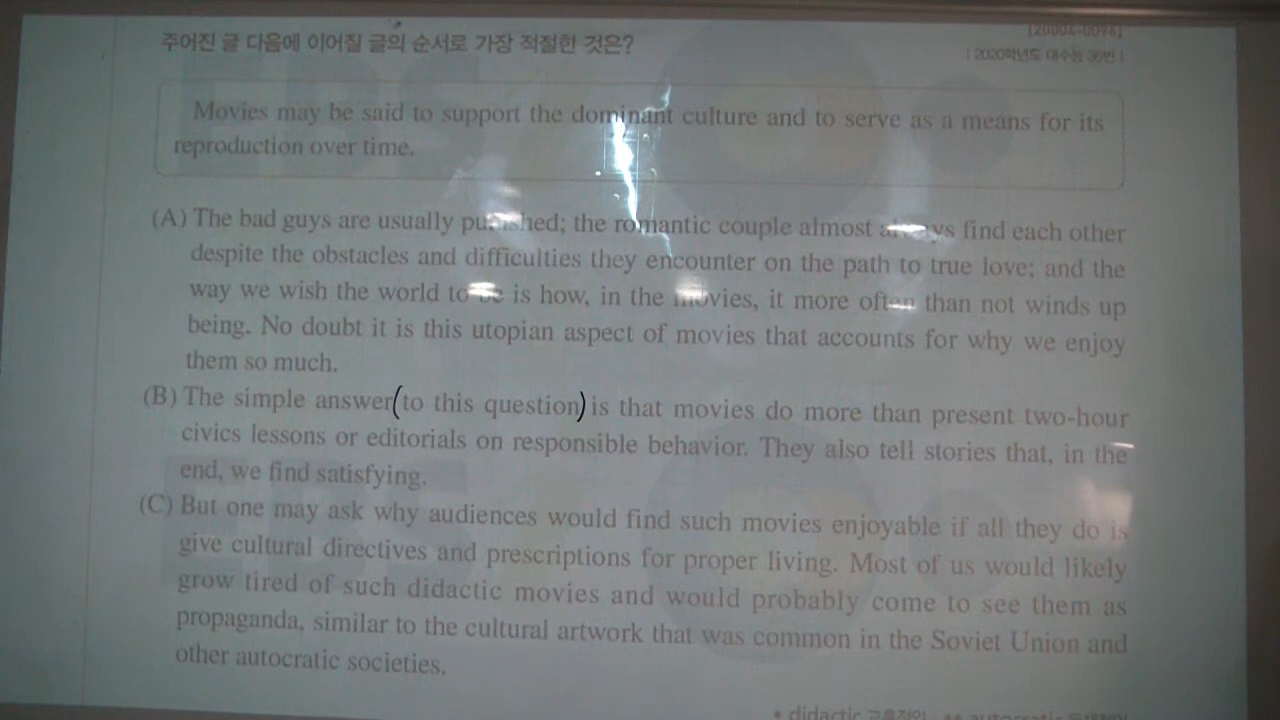 주어진 글 다음에 이어질 글의 순서로 가장 적절한 것은?
[20004-0096]
| 2020학년도 대수능 36번 |
Movies may be said to support the dominant culture and to serve as a means for its
reproduction over time.
(A) The bad guys are usually punished; the romantic couple almost always find each other
despite the obstacles and difficulties they encounter on the path to true love; and the
way we wish the world to be is how, in the movies, it more often than not winds up
being. No doubt it is this utopian aspect of movies that accounts for why we enjoy
them so much.
(B) The simple answer(to this question) is that movies do more than present two-hour
civics lessons or editorials on responsible behavior. They also tell stories that, in the
end, we find satisfying.
(C) But one may ask why audiences would find such movies enjoyable if all they do is
give cultural directives and prescriptions for proper living. Most of us would likely
grow tired of such didactic movies and would probably come to see them as
propaganda, similar to the cultural artwork that was common in the Soviet Union and
other autocratic societies.
* didactic 교훈적인 ** autocratic